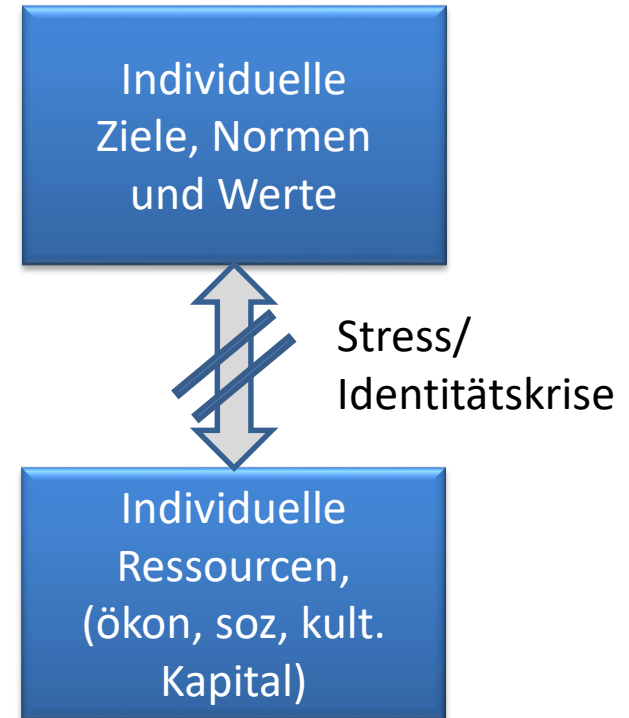 Individuelle
Ziele, Normen
und Werte
Stress/
Identitätskrise
Individuelle
Ressourcen,
(ökon, soz, kult.
Kapital)